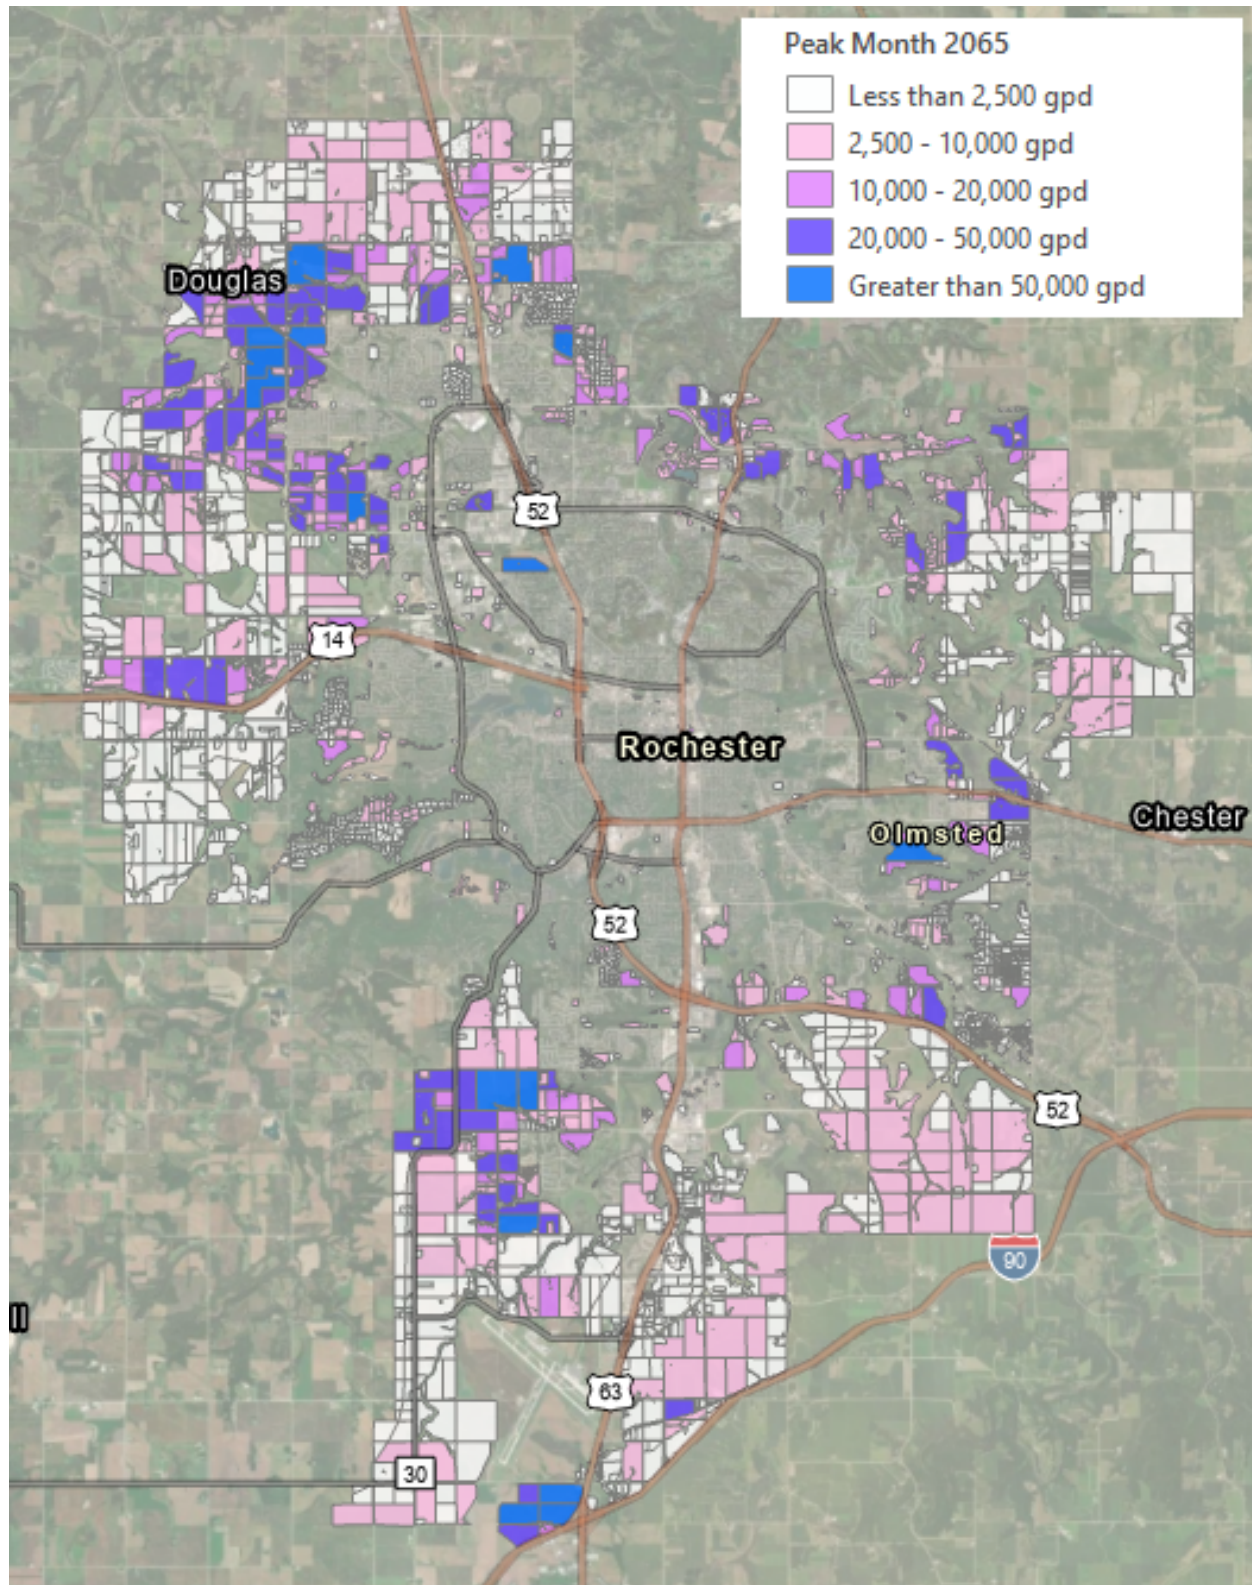 Peak Month 2065
Less than 2,500 gpd
2,500 - 10,000 gpd
10,000 - 20,000 gpd
20,000 - 50,000 gpd
Greater than 50,000 gpd
Douglas
52
14
Rochester
Chester
Olmsted
52
52
90
ll
63
30